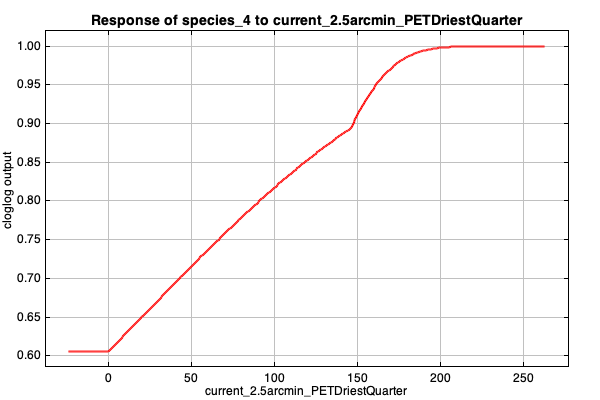 Response of species_4 to current_2.5arcmin_PETDriestQuarter
1.00
0.95
0.90
0.85
0.80
0.75
0.70
0.65
0.60
cloglog output
0 50 100 150 200 250
current_2.5arcmin_PETDriestQuarter